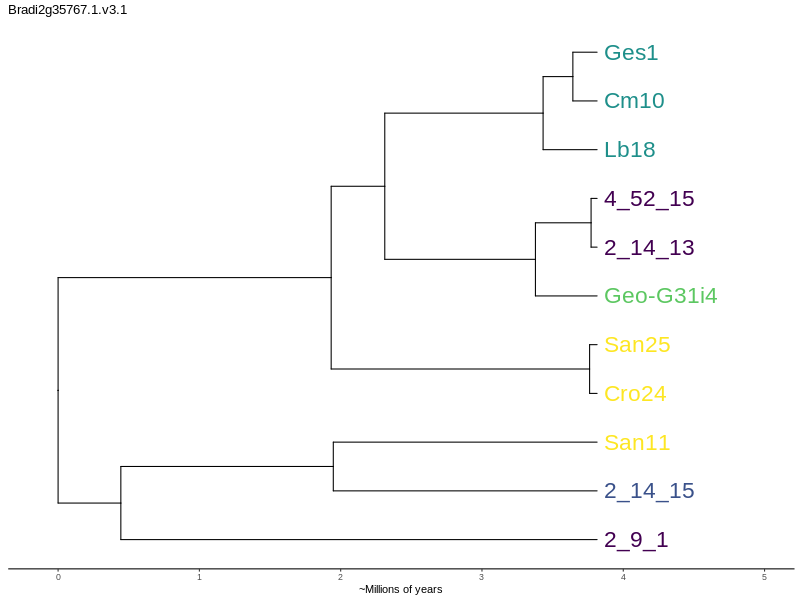 Bradi2g35767.1.v3.1
Ges1
Cm10
Lb18
4_52_15
2_14_13
Geo-G31i4
San25
Cro24
San11
2_14_15
2_9_1
0 1 2 3 4 5
~Millions of years